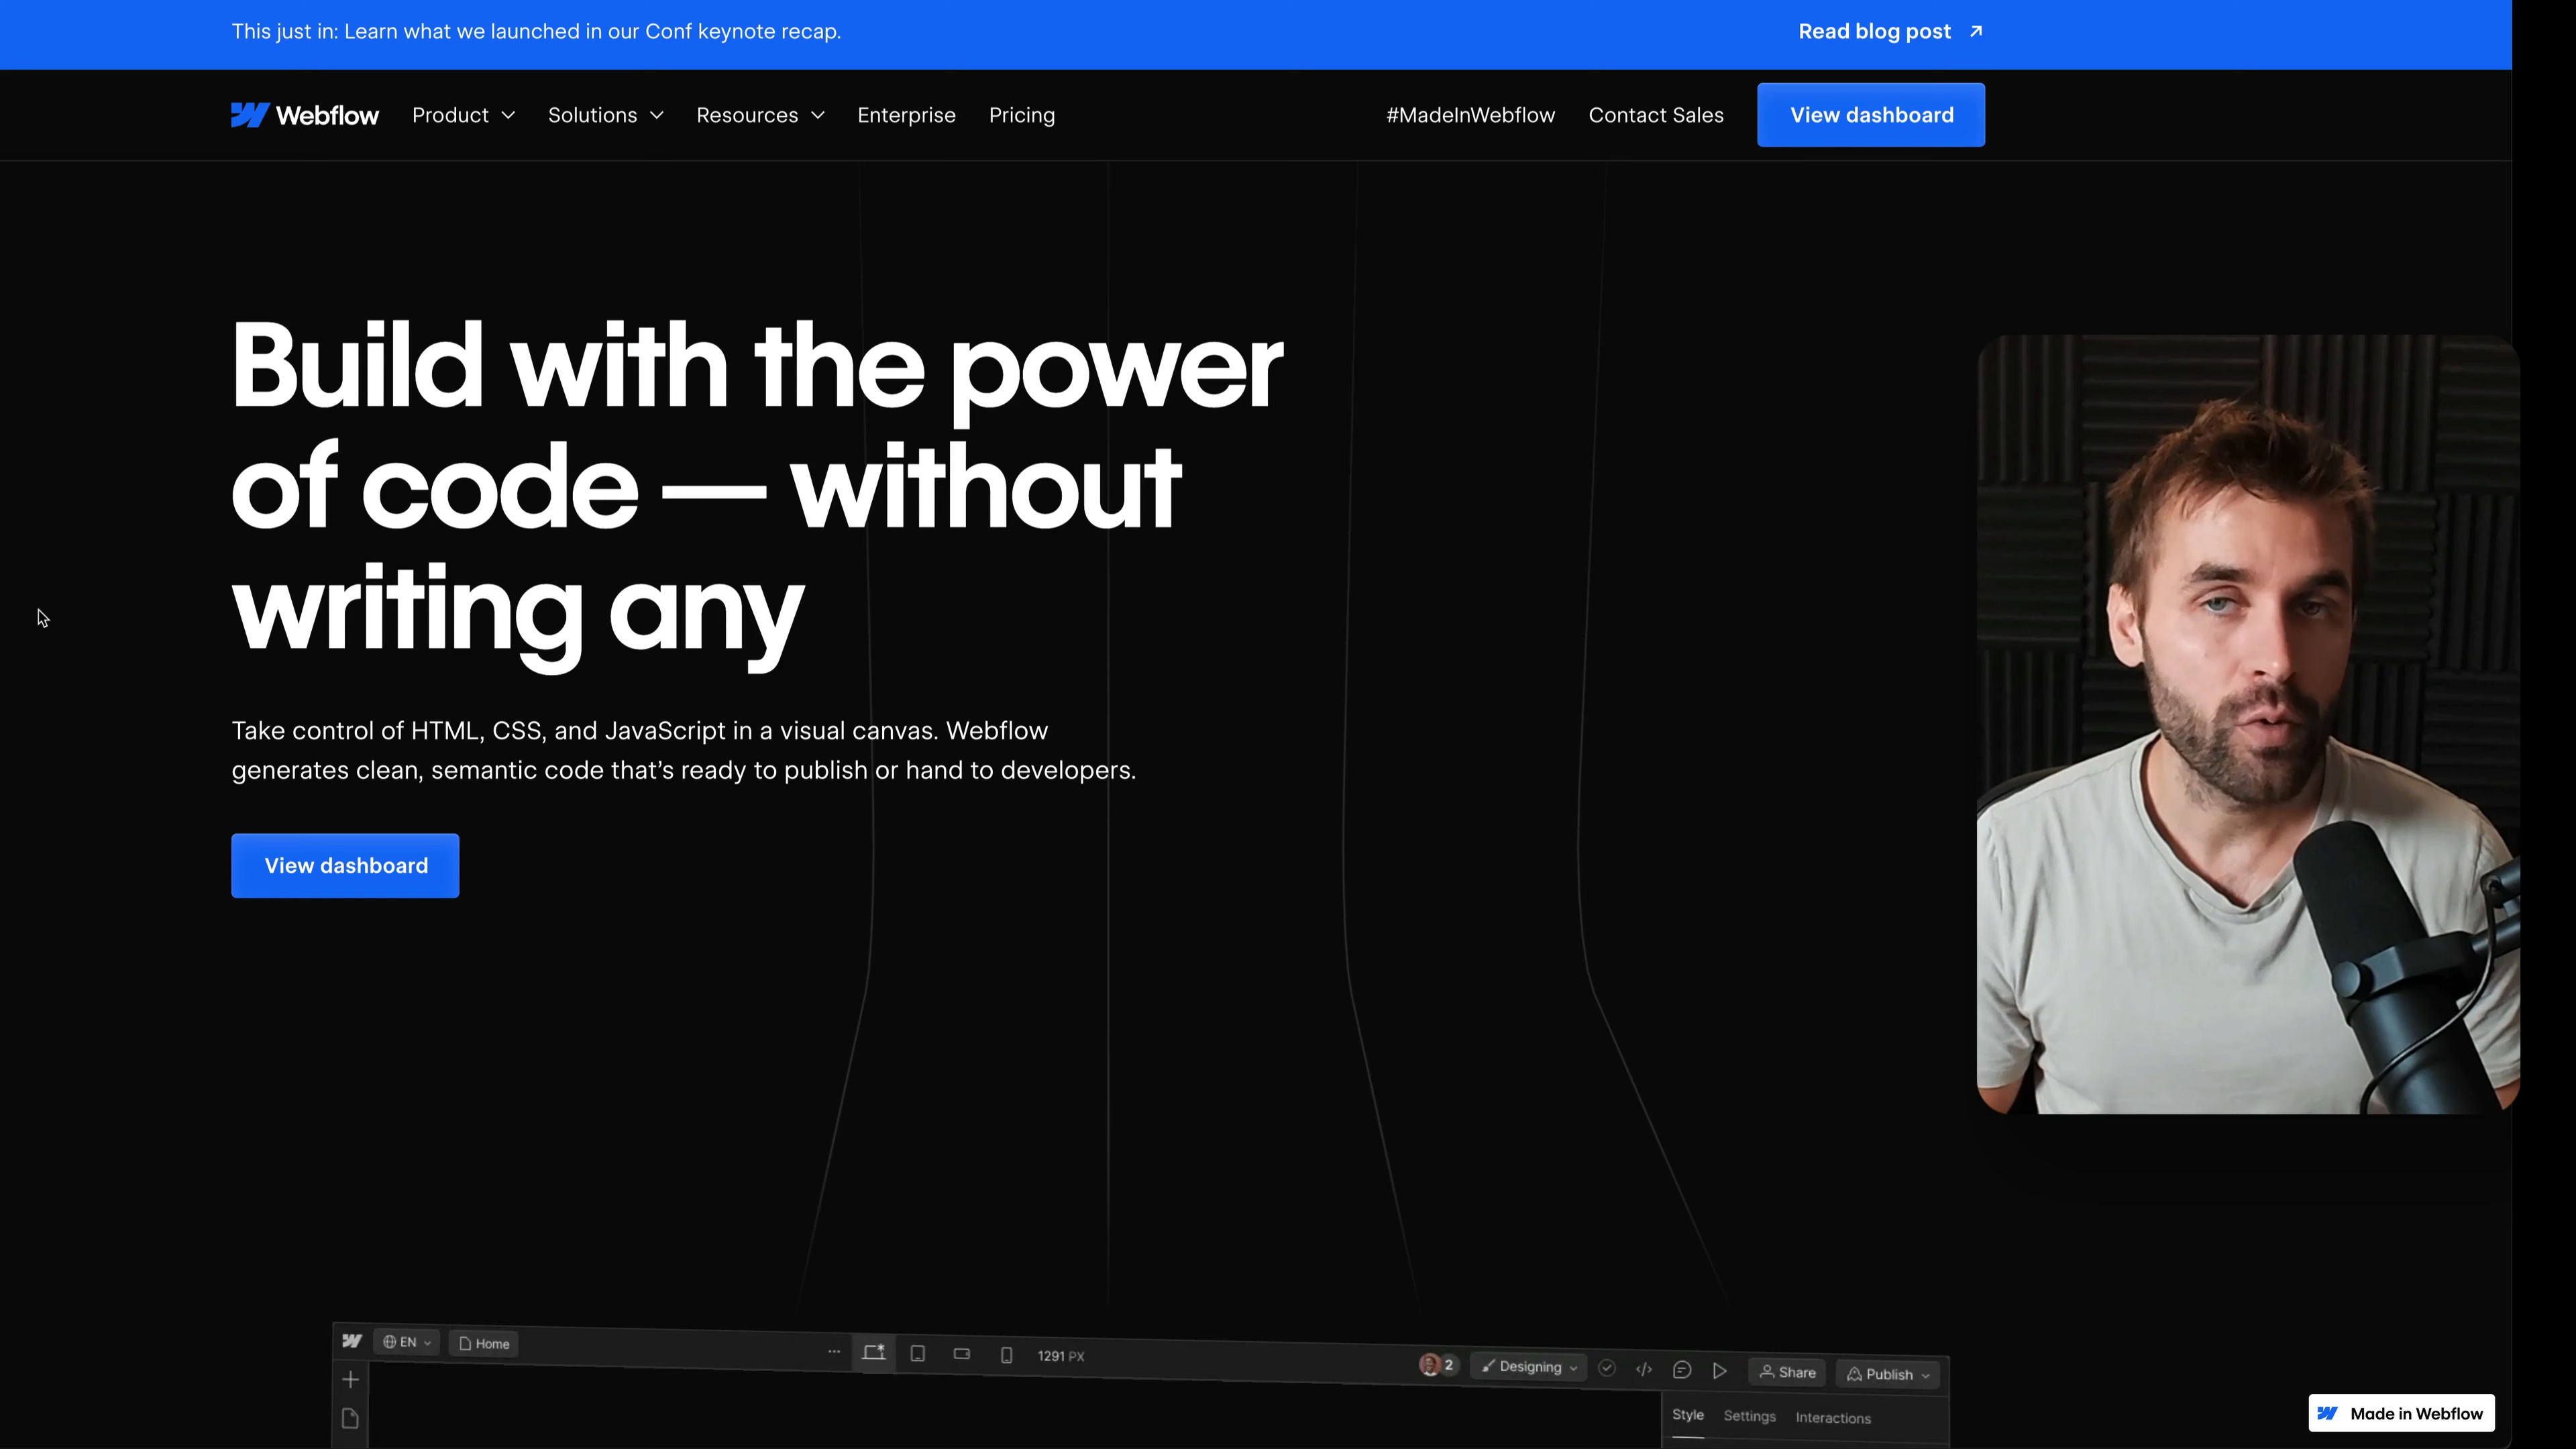 This just in: Learn what we launched in our Conf keynote recap.
Read blog post
Webflow
Product
Solutions
Resources
Enterprise
Pricing
#MadeInWebflow
Contact Sales
View dashboard
Build with the power
of code — without
writing any
Take control of HTML, CSS, and JavaScript in a visual canvas. Webflow
generates clean, semantic code that’s ready to publish or hand to developers.
View dashboard
EN
Home
1291 PX
2
Designing
Share
Publish
Style
Settings
Interactions
Made in Webflow